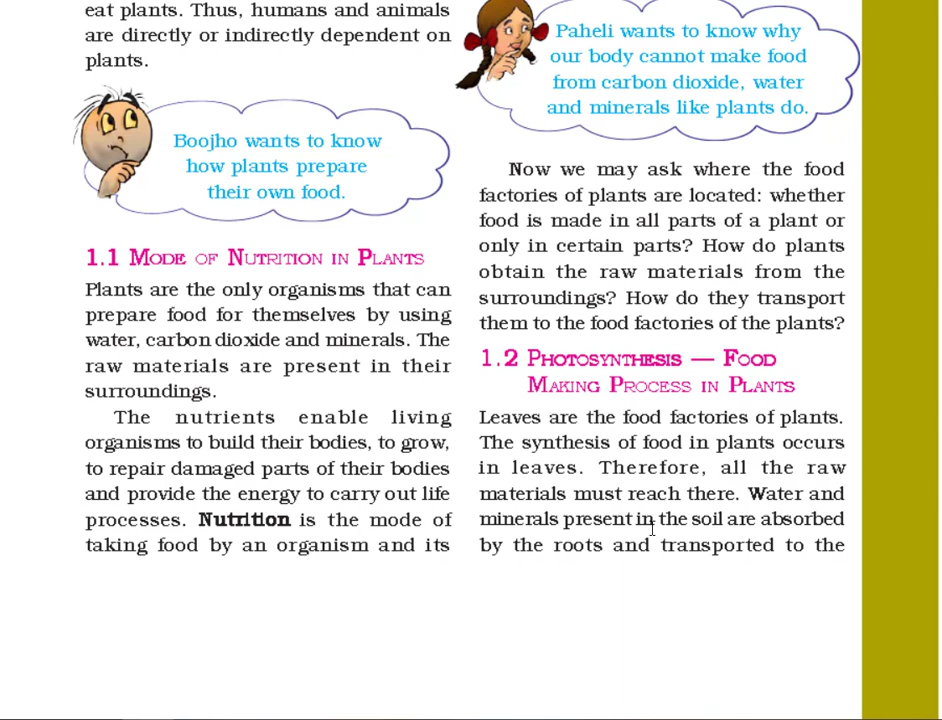 eat plants. Thus, humans and animals
are directly or indirectly dependent on
plants.
Boojho wants to know
how plants prepare
their own food.
1.1 MODE OF NUTRITION IN PLANTS
Plants are the only organisms that can
prepare food for themselves by using
water, carbon dioxide and minerals. The
raw materials are present in their
surroundings.
The nutrients enable living
organisms to build their bodies, to grow,
to repair damaged parts of their bodies
and provide the energy to carry out life
processes. Nutrition is the mode of
taking food by an organism and its
Paheli wants to know why
our body cannot make food
from carbon dioxide, water
and minerals like plants do.
Now we may ask where the food
factories of plants are located: whether
food is made in all parts of a plant or
only in certain parts? How do plants
obtain the raw materials from the
surroundings? How do they transport
them to the food factories of the plants?
1.2 PHOTOSYNTHESIS — FOOD
MAKING PROCESS IN PLANTS
Leaves are the food factories of plants.
The synthesis of food in plants occurs
in leaves. Therefore, all the raw
materials must reach there. Water and
minerals present in the soil are absorbed
by the roots and transported to the